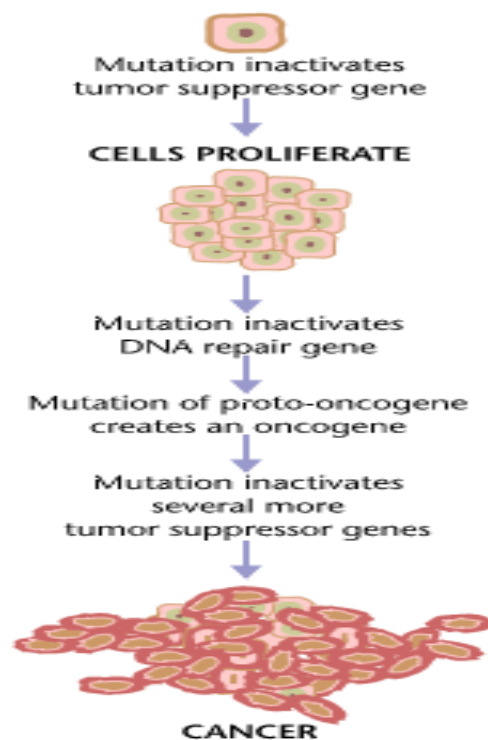 Mutation inactivates
tumor suppressor gene
CELLS PROLIFERATE
Mutation inactivates
DNA repair gene
Mutation of proto-oncogene
creates an oncogene
Mutation inactivates
several more
tumor suppressor genes
CANCER